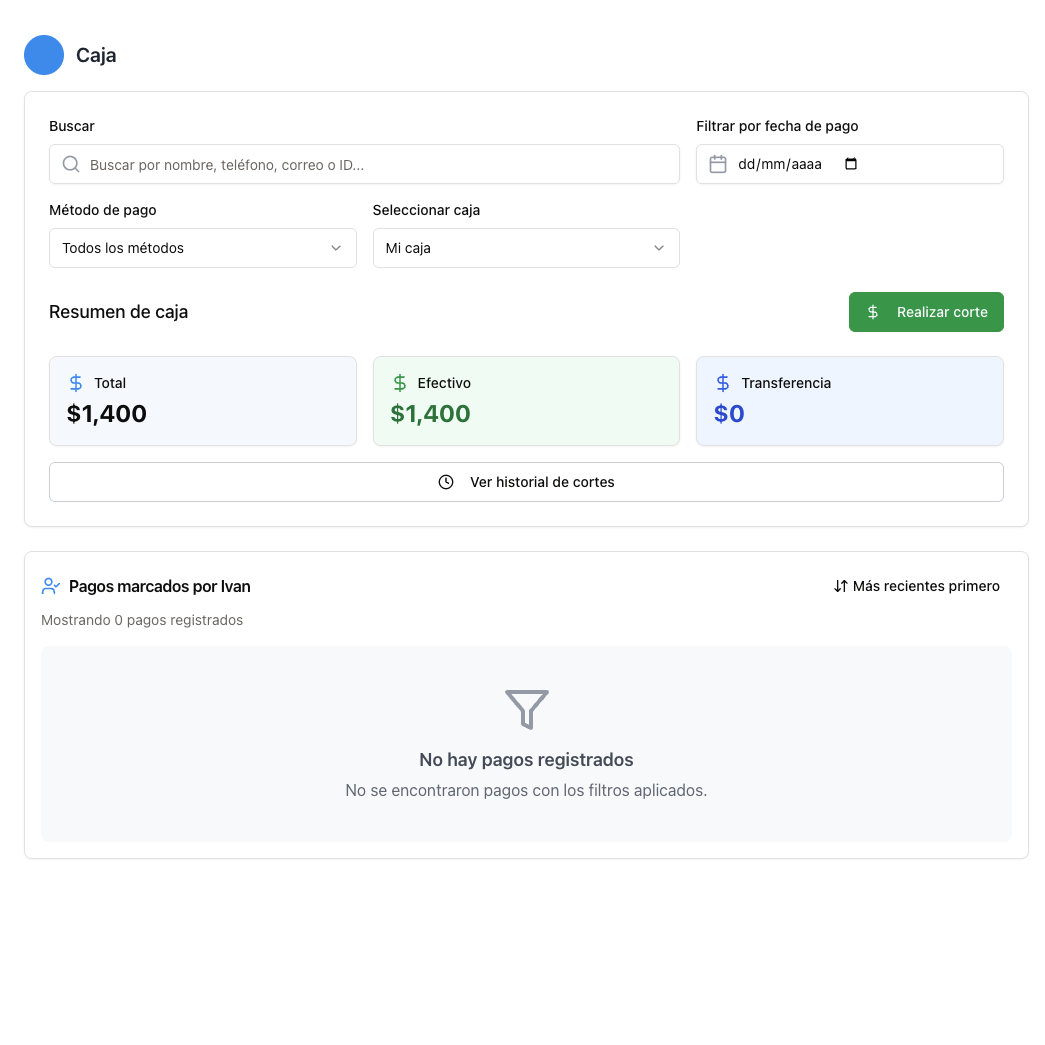 Caja
Buscar
Filtrar por fecha de pago
Buscar por nombre, teléfono, correo o ID...
dd/mm/aaaa
Método de pago
Seleccionar caja
Todos los métodos
Mi caja
Resumen de caja
Realizar corte
Total
$1,400
Efectivo
$1,400
Transferencia
$0
Ver historial de cortes
Pagos marcados por Ivan
Más recientes primero
Mostrando 0 pagos registrados
No hay pagos registrados
No se encontraron pagos con los filtros aplicados.